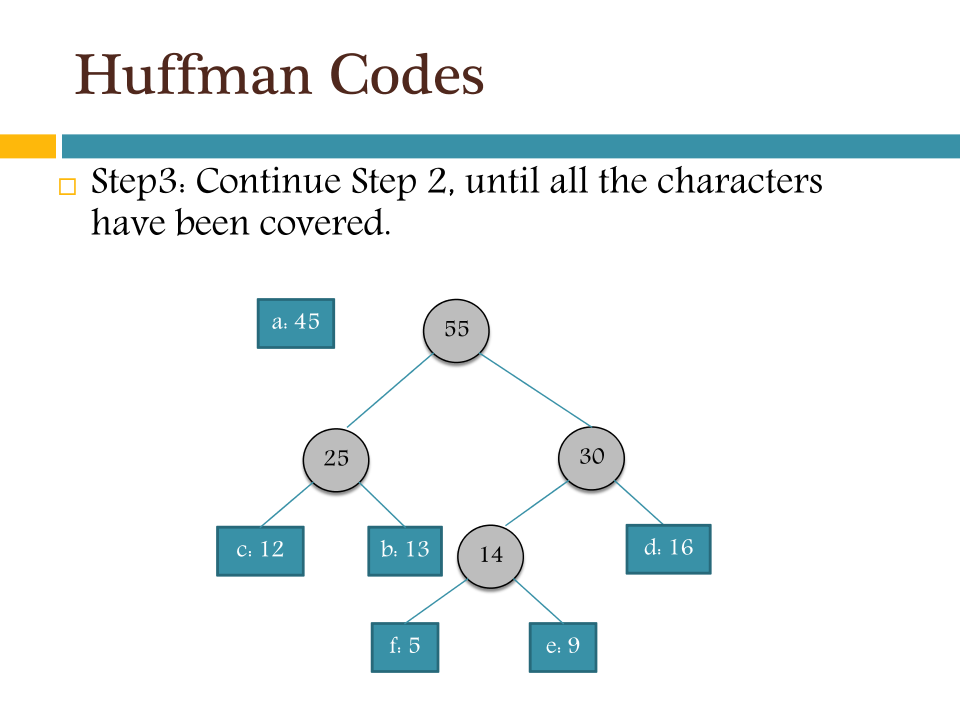 Huffman Codes
Step3: Continue Step 2, until all the characters
have been covered.
a: 45
55
25
30
c: 12
b: 13
14
d: 16
f: 5
e: 9